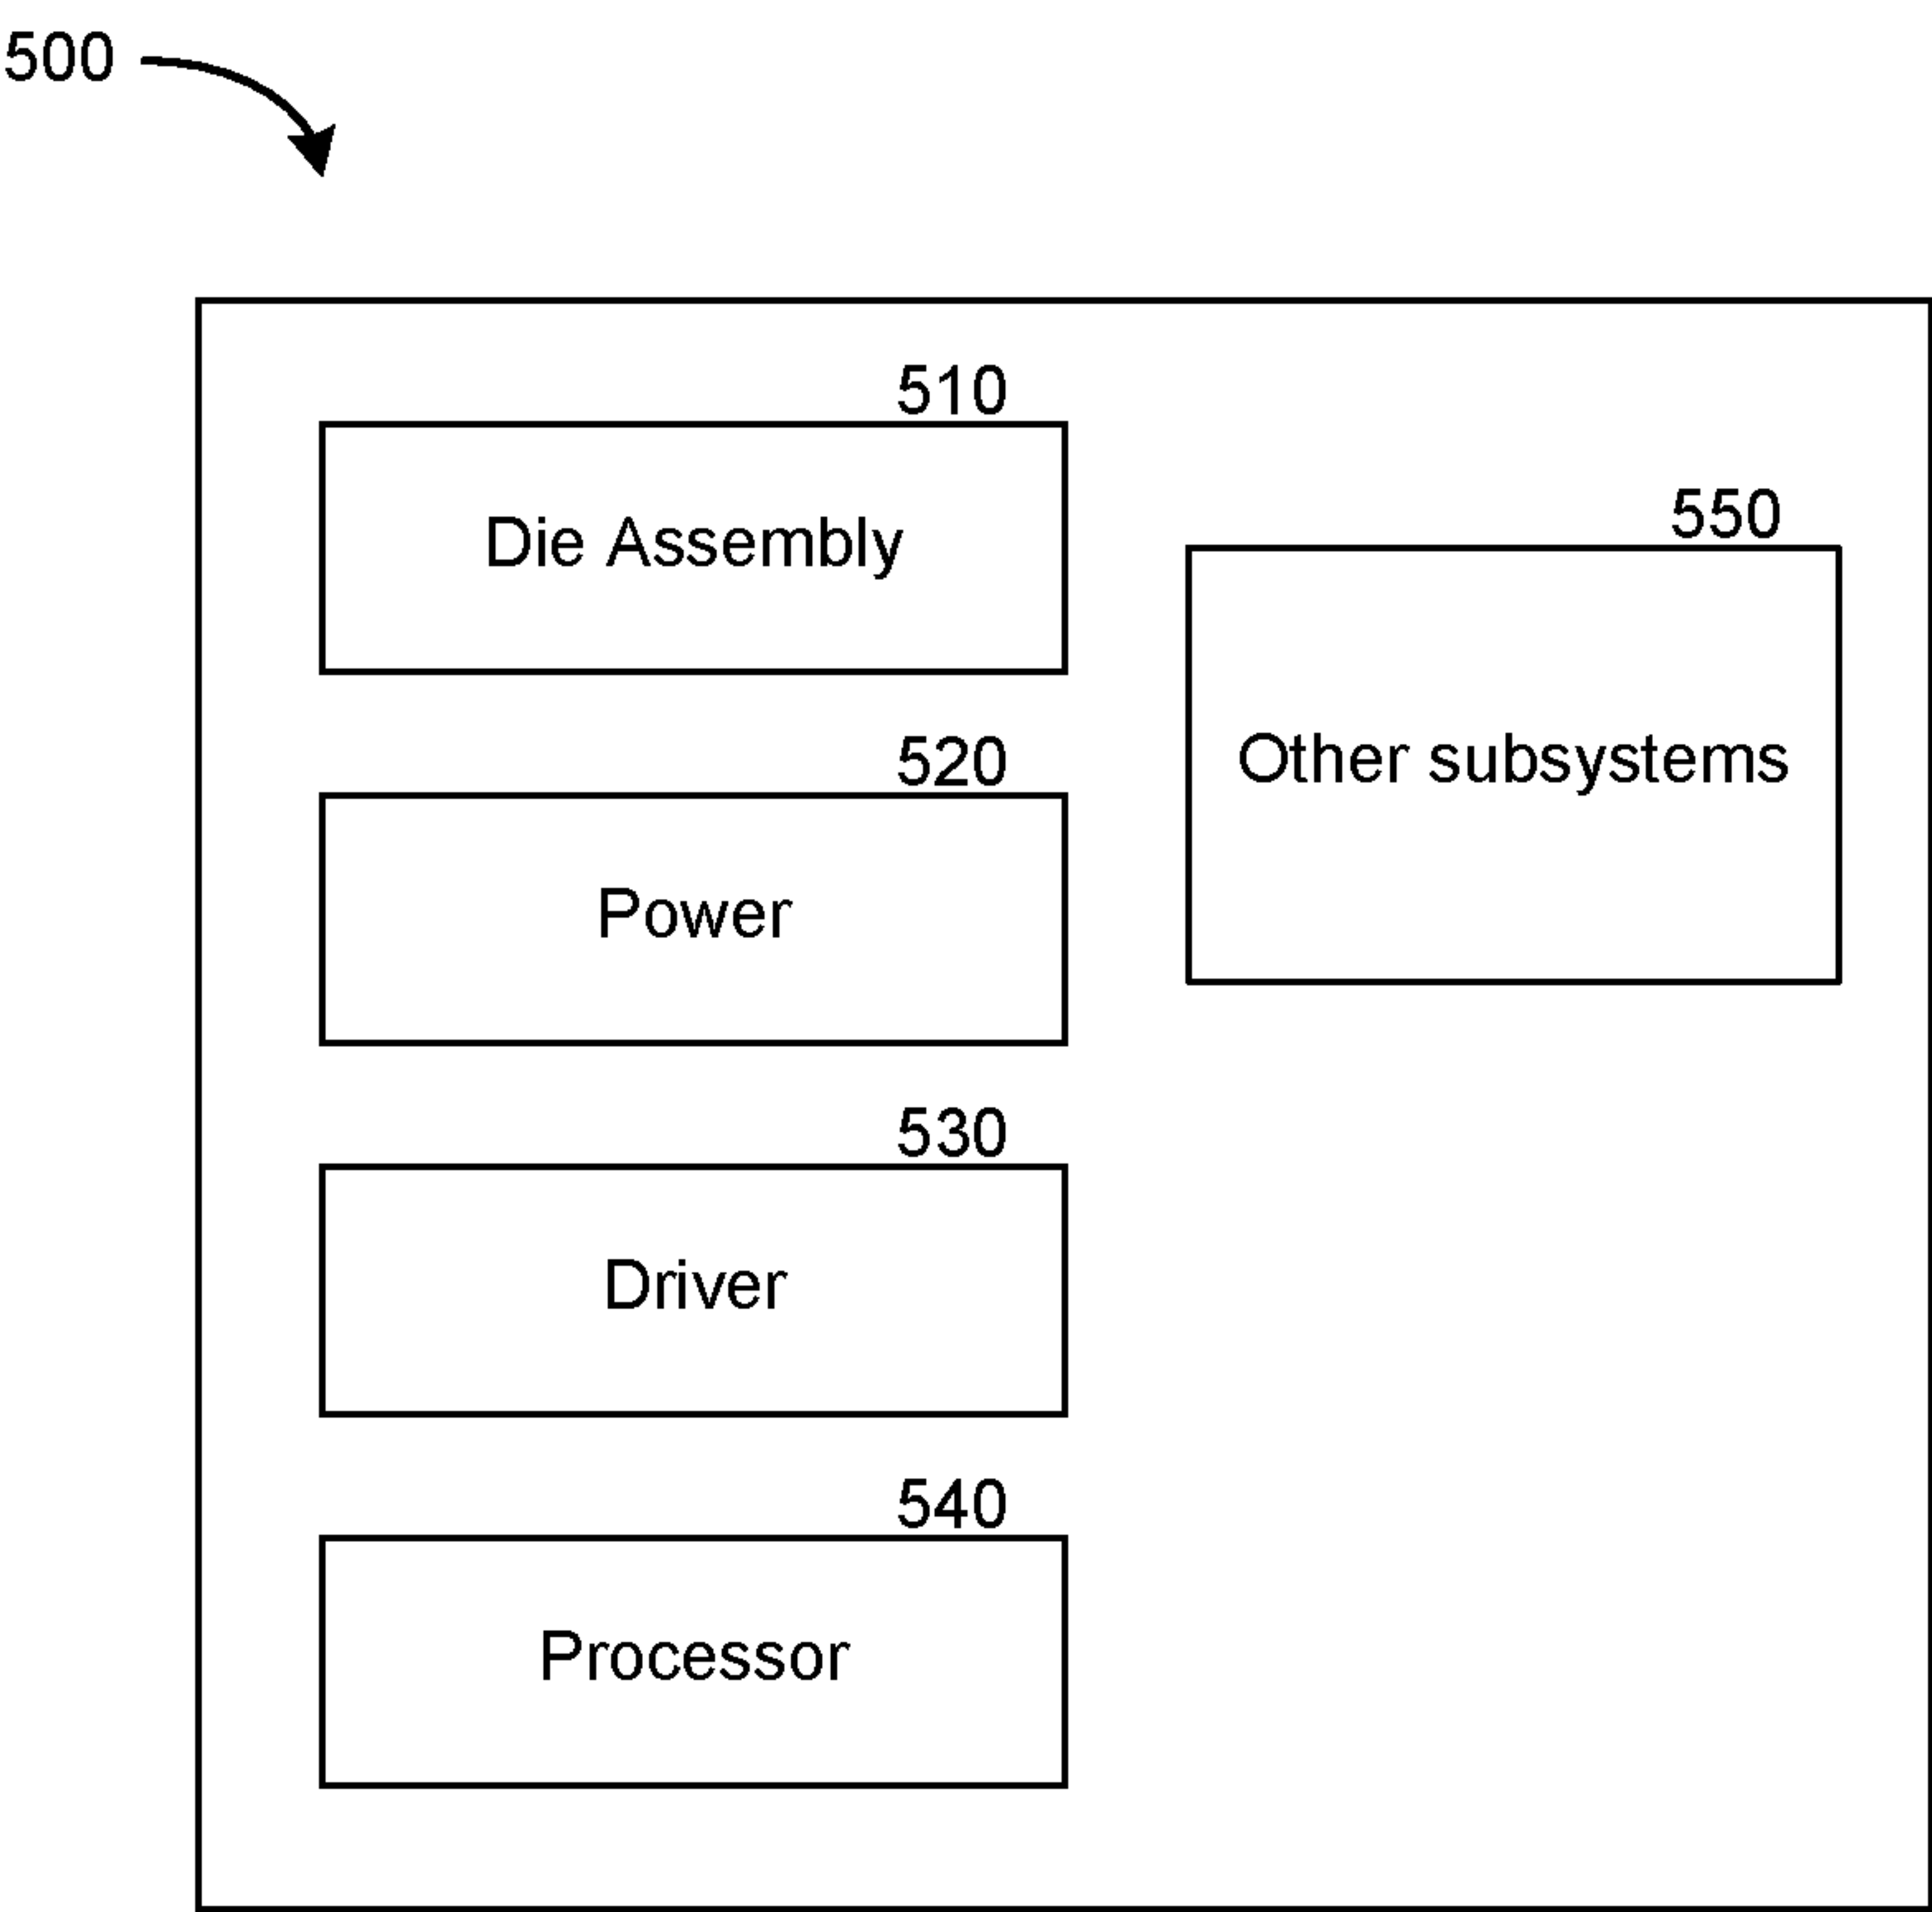 500
510
Die Assembly
520
Power
530
Driver
540
Processor
550
Other subsystems